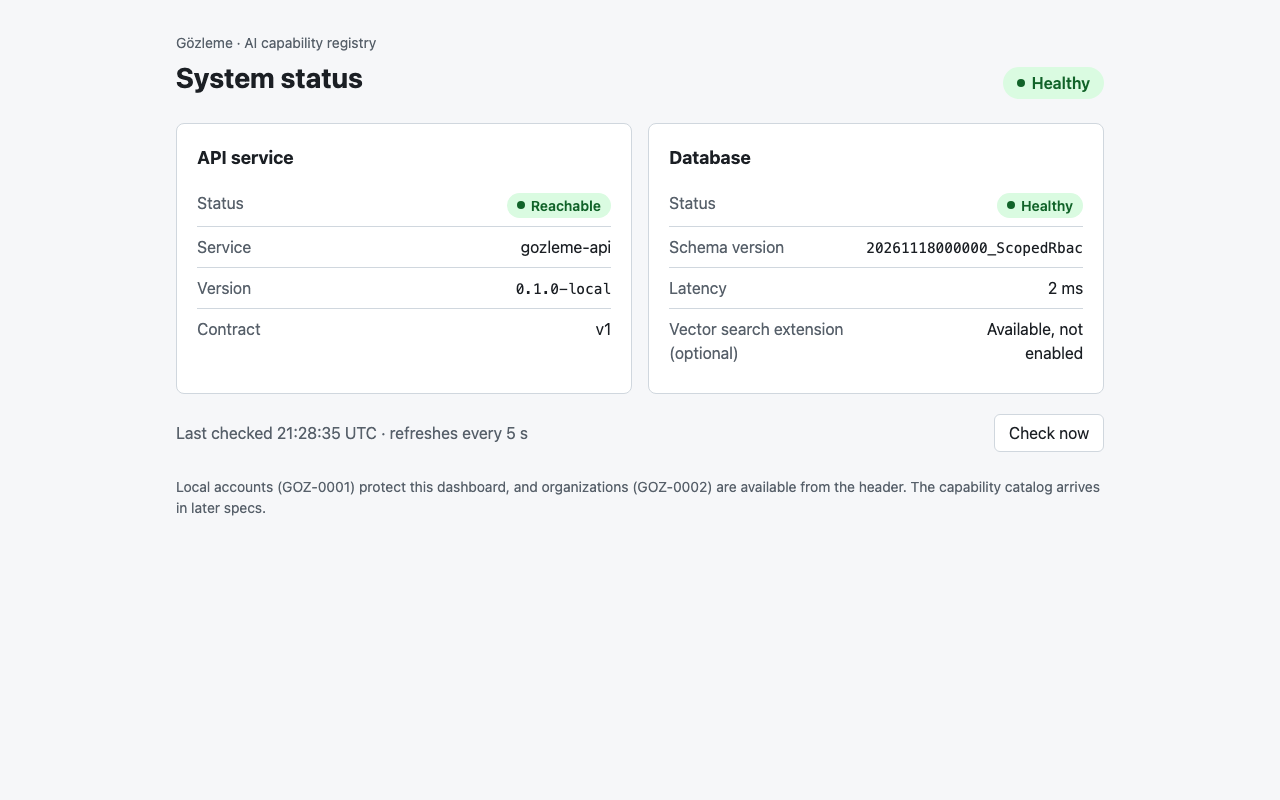 Gözleme · AI capability registry
System status
Healthy
API service
Status
Reachable
Service
gozleme-api
Version
0.1.0-local
Contract
v1
Database
Status
Healthy
Schema version
20261118000000_ScopedRbac
Latency
2 ms
Vector search extension
(optional)
Available, not
enabled
Last checked 21:28:35 UTC · refreshes every 5 s
Check now
Local accounts (GOZ-0001) protect this dashboard, and organizations (GOZ-0002) are available from the header. The capability catalog arrives
in later specs.